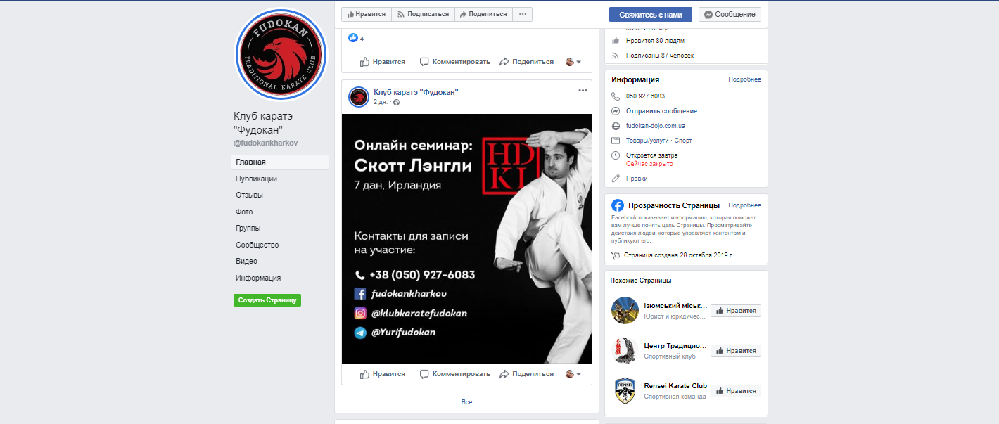 FUDOKAN
TRADITIONAL KARATE CLUB
Клуб каратэ
"Фудокан"
@fudokankharkov
Главная
Публикации
Отзывы
Фото
Группы
Сообщество
Видео
Информация
Создать Страницу
Нравится
Подписаться
Поделиться
4
Нравится
Комментировать
Поделиться
Клуб каратэ "Фудокан"
2 дн. ·
Онлайн семинар:
Скотт Лэнгли
7 дан, Ирландия
HD
KI
Контакты для записи
на участие:
+38 (050) 927-6083
fudokankharkov
@klubkaratefudokan
@Yurifudokan
Нравится
Комментировать
Поделиться
Все
Свяжитесь с нами
Сообщение
Нравится 80 людям
Подписаны 87 человек
Информация
Подробнее
050 927 6083
Отправить сообщение
fudokan-dojo.com.ua
Товары/услуги · Спорт
Откроется завтра
Сейчас закрыто
Правки
Прозрачность Страницы
Подробнее
Facebook показывает информацию, которая поможет
вам лучше понять цель Страницы. Просматривайте
действия людей, которые управляют контентом и
публикуют его.
Страница создана 28 октября 2019 г.
Похожие Страницы
Ізюмський міськ...
Юрист и юридичес...
Нравится
Центр Традицио...
Спортивный клуб
Нравится
RENSEI
Rensei Karate Club
Спортивная команда
Нравится